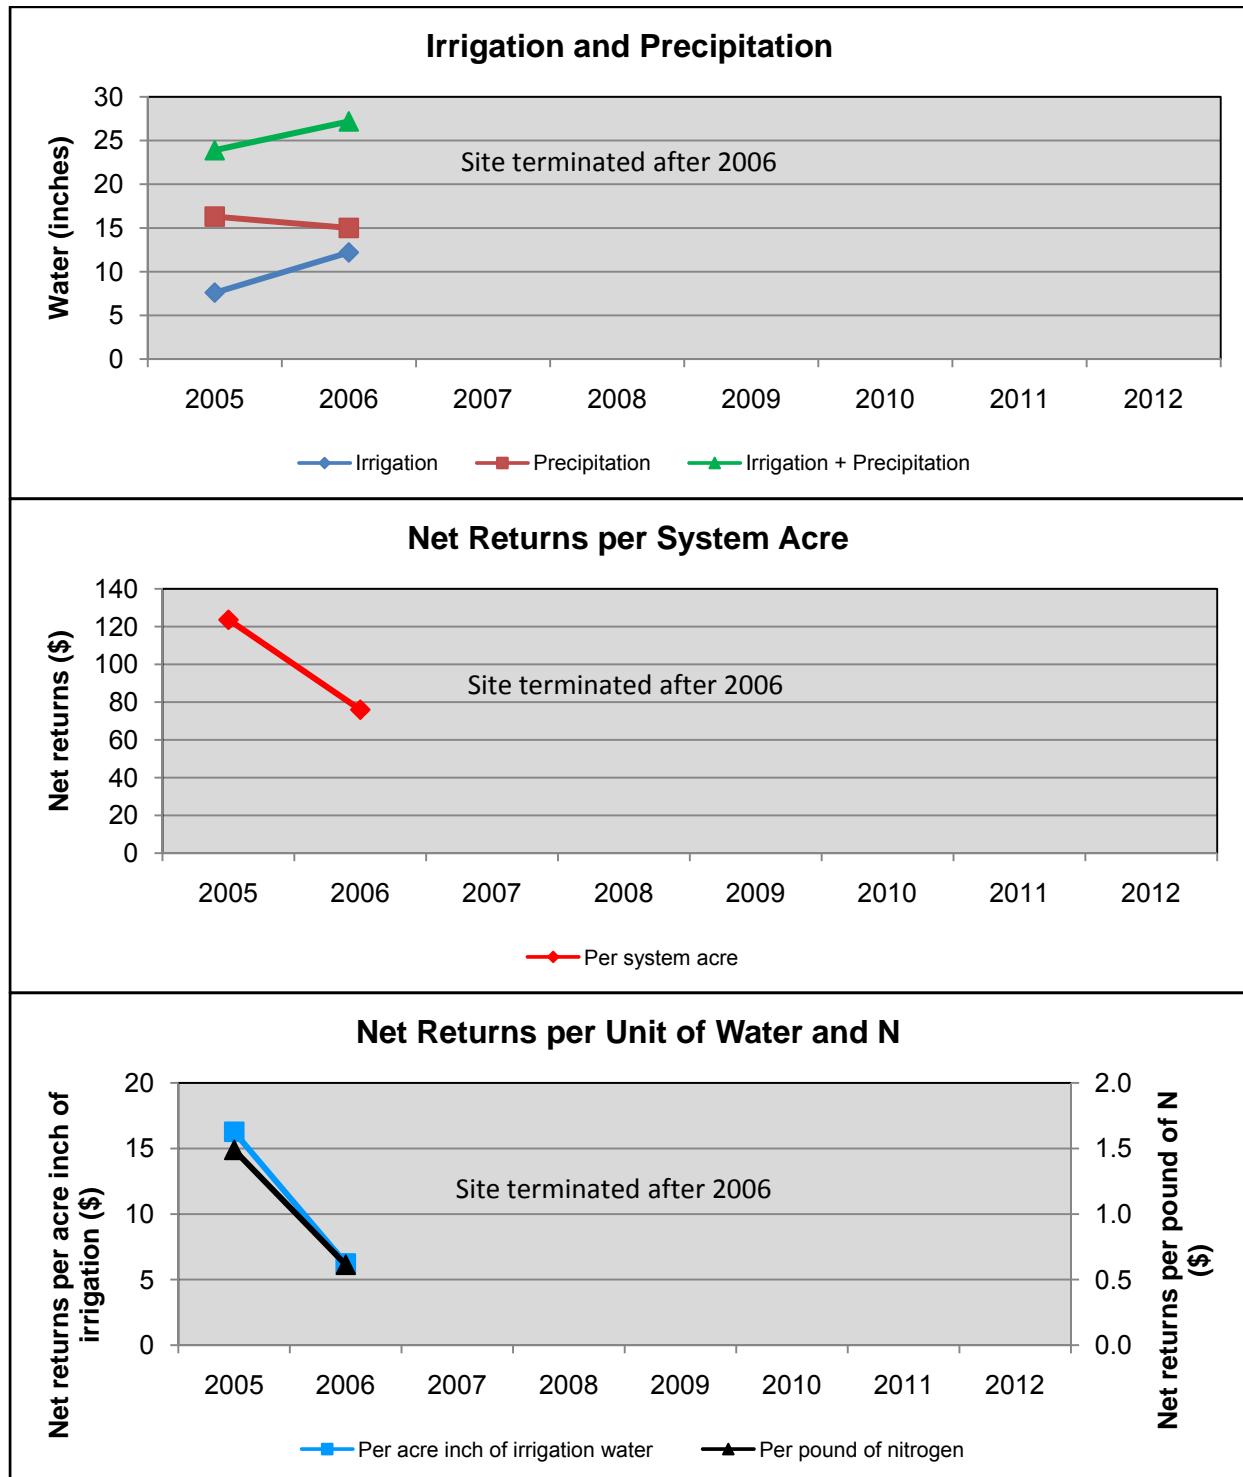 Irrigation and Precipitation
Water (inches)
30
25
20
15
10
5
0
Site terminated after 2006
2005 2006 2007 2008 2009 2010 2011 2012
Irrigation Precipitation Irrigation + Precipitation
Net Returns per System Acre
Net returns ($)
140
120
100
80
60
40
20
0
Site terminated after 2006
2005 2006 2007 2008 2009 2010 2011 2012
Per system acre
Net Returns per Unit of Water and N
Net returns per acre inch of
irrigation ($)
20
15
10
5
0
Site terminated after 2006
2.0
1.5
1.0
0.5
0.0
Net returns per pound of N
($)
2005 2006 2007 2008 2009 2010 2011 2012
Per acre inch of irrigation water Per pound of nitrogen